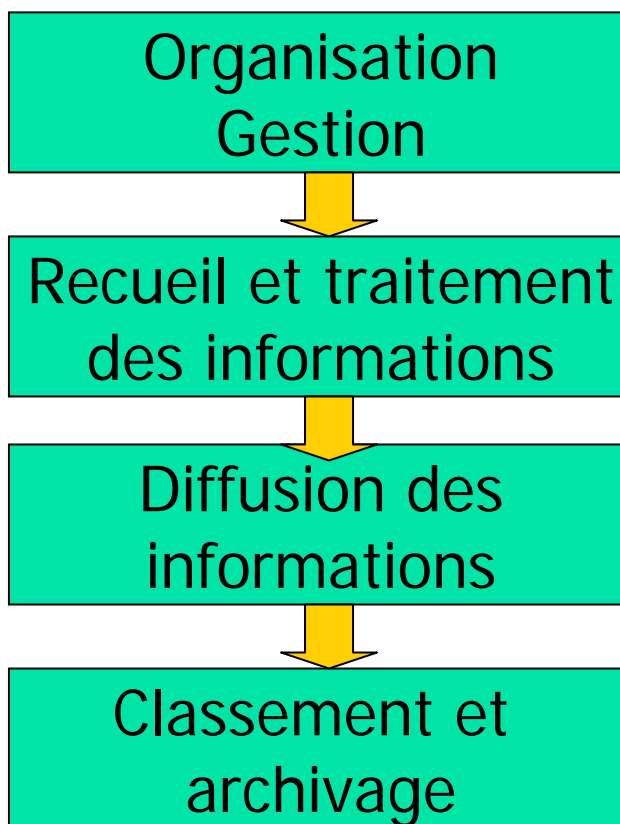 Organisation
Gestion
Recueil et traitement
des informations
Diffusion des
informations
Classement et
archivage